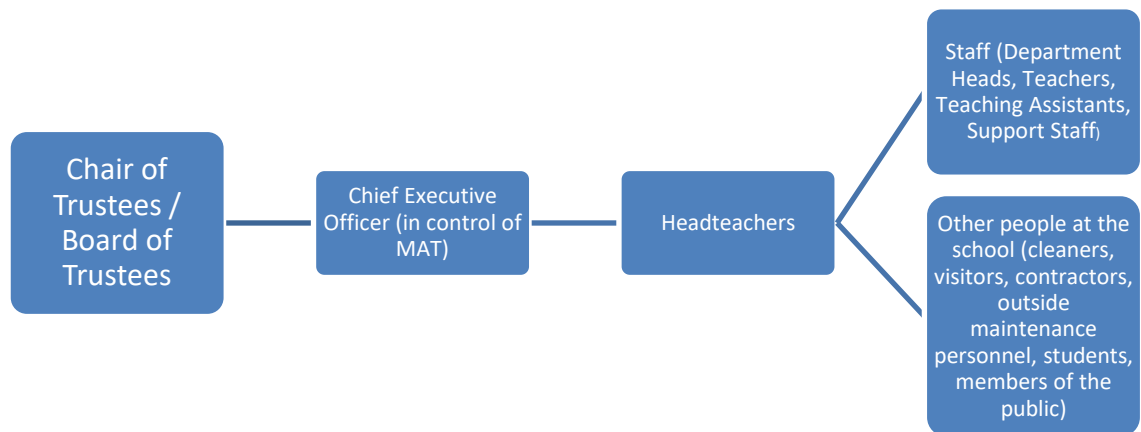 Chair of
Trustees /
Board of
Trustees
Chief Executive
Officer (in control of
MAT)
Headteachers
Staff (Department
Heads, Teachers,
Teaching Assistants,
Support Staff)
Other people at the
school (cleaners,
visitors, contractors,
outside
maintenance
personnel, students,
members of the
public)